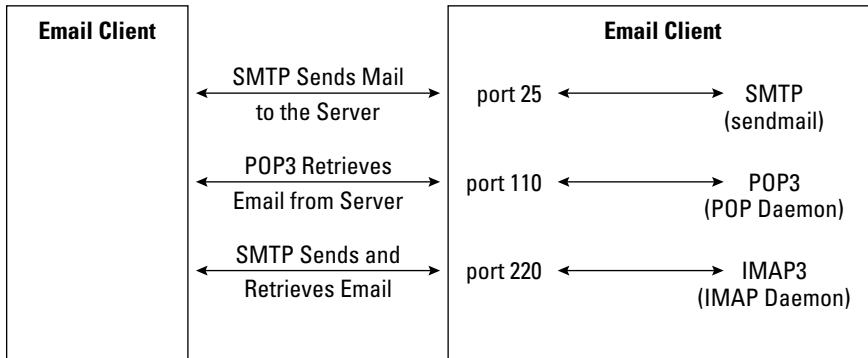 Email Client
Email Client
SMTP Sends Mail
to the Server
port 25
SMTP
(sendmail)
POP3 Retrieves
Email from Server
port 110
POP3
(POP Daemon)
SMTP Sends and
Retrieves Email
port 220
IMAP3
(IMAP Daemon)